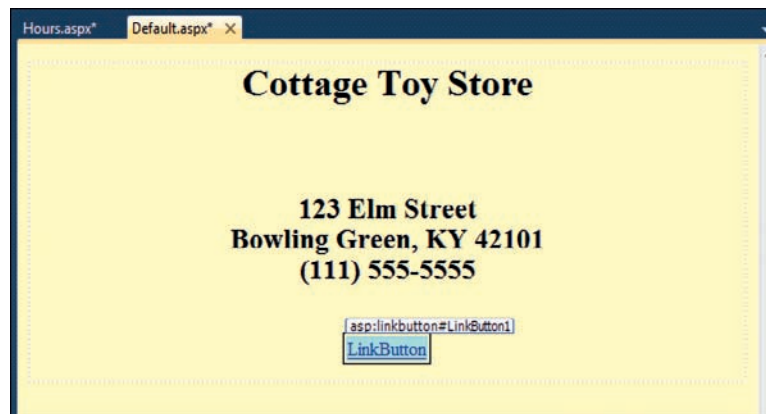 Hours.aspx* Default.aspx* ×
Cottage Toy Store
123 Elm Street
Bowling Green, KY 42101
(111) 555-5555
asp:linkbutton#LinkButton1
LinkButton